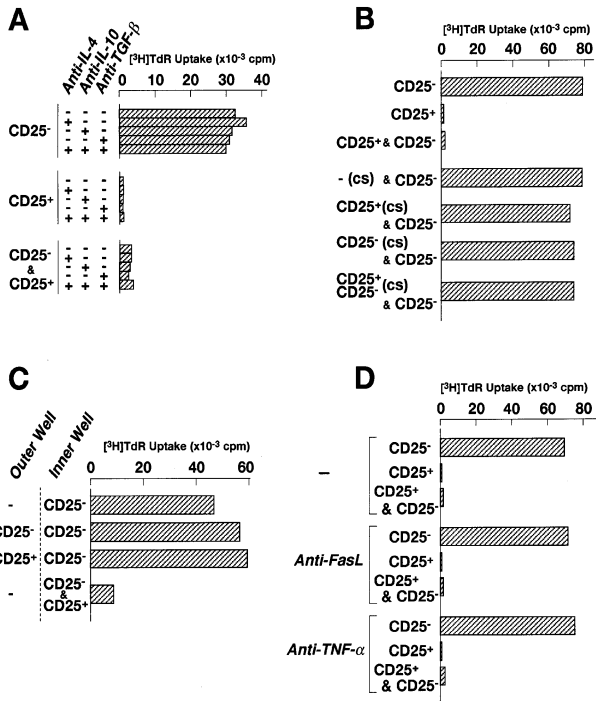 A
Anti-IL-4
Anti-IL-10
Anti-TGF-β
[³H]TdR Uptake (x10⁻³ cpm)
0 10 20 30 40
CD25⁻
- - -
+ - -
- + -
- - +
+ + +
CD25⁺
- - -
+ - -
- + -
- - +
+ + +
CD25⁻
&
CD25⁺
- - -
+ - -
- + -
- - +
+ + +
B
[³H]TdR Uptake (x10⁻³ cpm)
0 20 40 60 80
CD25⁻
CD25+
CD25⁺ & CD25⁻
- (cs) & CD25⁻
CD25⁺(cs)
& CD25⁻
CD25⁻ (cs)
& CD25⁻
CD25⁺
CD25⁻ (cs)
& CD25⁻
C
Outer Well
Inner Well
[³H]TdR Uptake (x10⁻³ cpm)
0 20 40 60
- CD25⁻
CD25⁻ CD25⁻
CD25⁺ CD25⁻
- CD25⁻
&
CD25⁺
D
[³H]TdR Uptake (x10⁻³ cpm)
0 20 40 60 80
–
CD25⁻
CD25⁺
CD25⁺
& CD25⁻
Anti-FasL
CD25⁻
CD25⁺
CD25⁺
& CD25⁻
Anti-TNF-α
CD25⁻
CD25⁺
CD25⁺
& CD25⁻